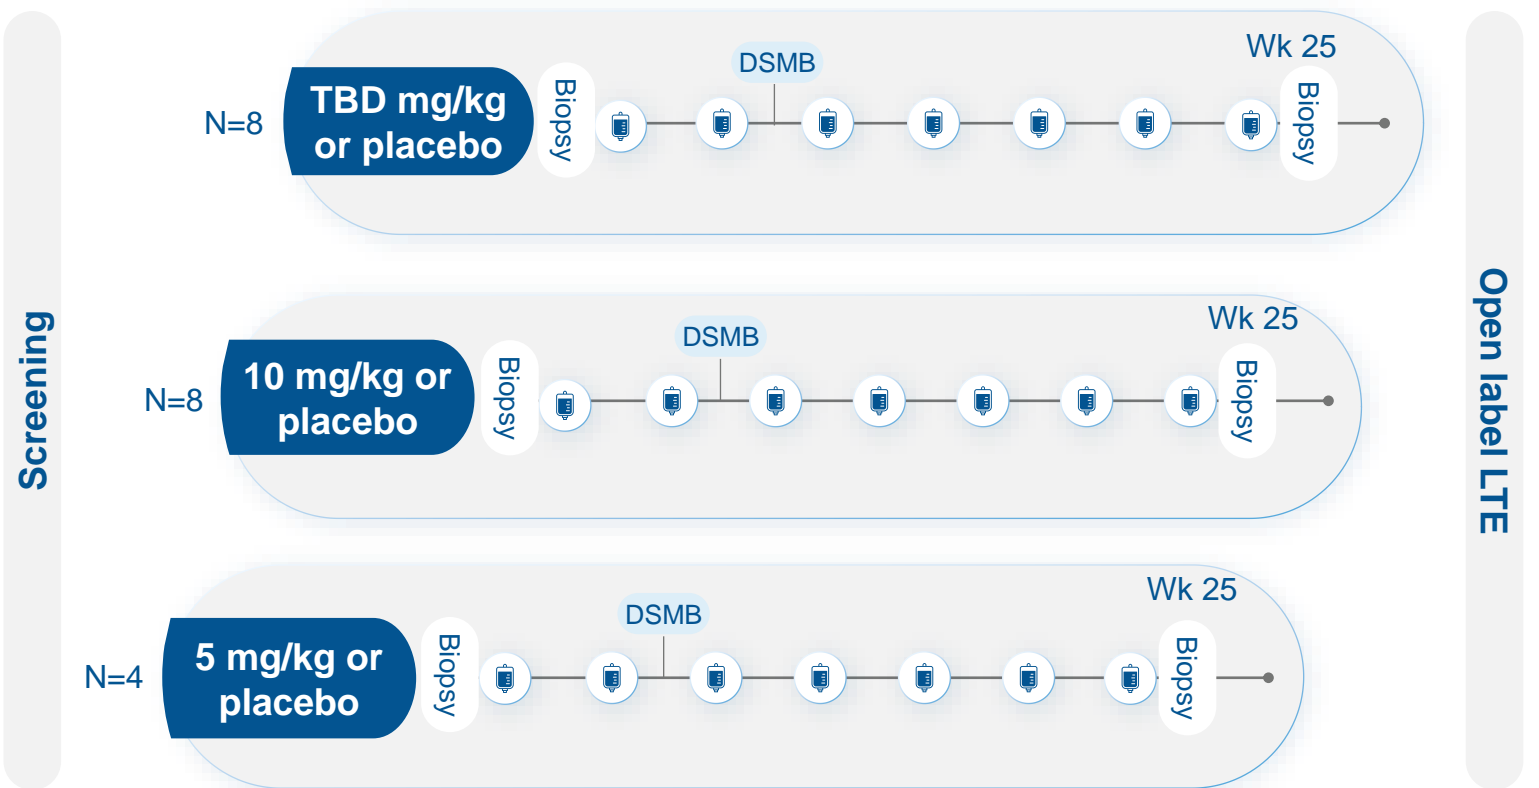 Screening
N=8
TBD mg/kg
or placebo
Biopsy
DSMB
Wk 25
Biopsy
N=8
10 mg/kg or
placebo
Biopsy
DSMB
Wk 25
Biopsy
N=4
5 mg/kg or
placebo
Biopsy
DSMB
Wk 25
Biopsy
Open label LTE